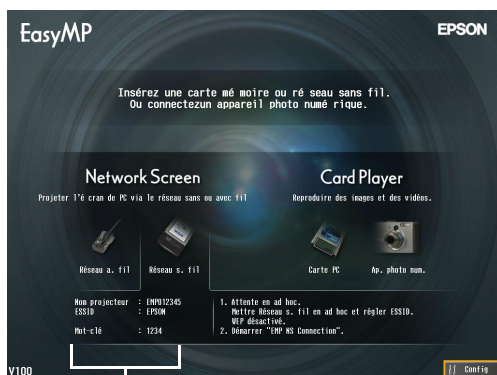 EasyMP
EPSON
Insérez une carte mé moire ou ré seau sans fil.
Ou connectezun appareil photo numé rique.
Network Screen
Projeter l'é cran de PC via le réseau sans ou avec fil
Réseau a. fil
Réseau s. fil
Card Player
Reproduire des images et des vidéos.
Carte PC
Ap. photo num.
Nom projecteur : EMP012345
ESSID : EPSON
Mot-clé : 1234
1. Attente en ad hoc.
Mettre Réseau s. fil en ad hoc et régler ESSID.
WEP désactivé.
2. Démarrer "EMP NS Connection".
V100
Config